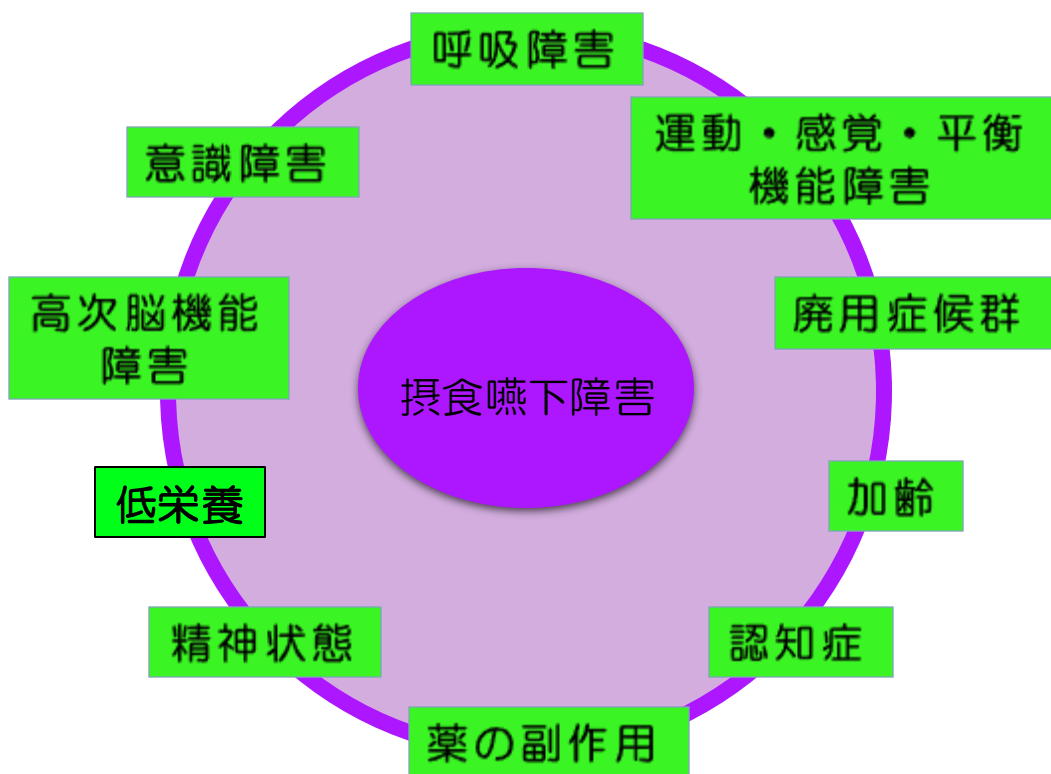 呼吸障害
運動・感覚・平衡
機能障害
意識障害
高次脳機能
障害
廃用症候群
摂食嚥下障害
低栄養
加齢
精神状態
認知症
薬の副作用